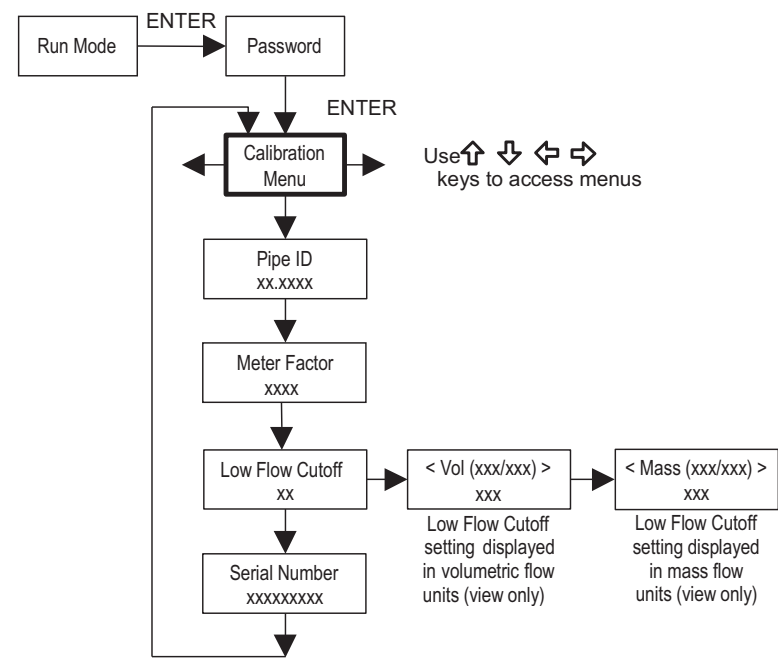 ENTER
Run Mode
Password
ENTER
Calibration
Menu
Use
keys to access menus
Pipe ID
xx.xxxx
Meter Factor
xxxx
Low Flow Cutoff
xx
< Vol (xxx/xxx) >
xxx
< Mass (xxx/xxx) >
xxx
Low Flow Cutoff
setting displayed
in volumetric flow
units (view only)
Low Flow Cutoff
setting displayed
in mass flow
units (view only)
Serial Number
xxxxxxxxx